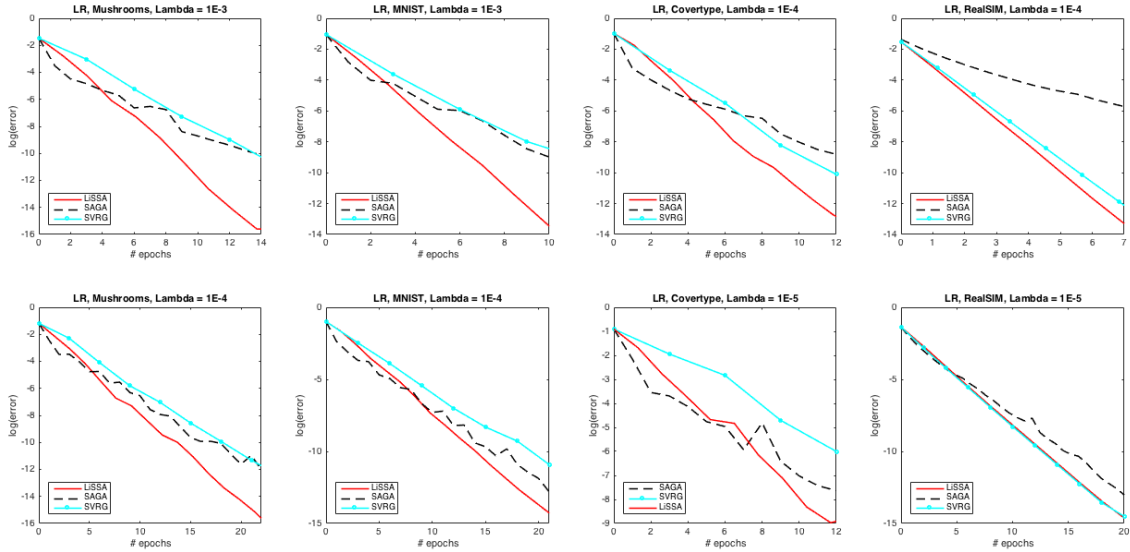 LR, Mushrooms, Lambda = 1E-3
0
-2
-4
-6
-8
-10
-12
-14
-16
log(error)
LiSSA
SAGA
SVRG
0 2 4 6 8 10 12 14
# epochs
LR, MNIST, Lambda = 1E-3
0
-2
-4
-6
-8
-10
-12
-14
log(error)
LiSSA
SAGA
SVRG
0 2 4 6 8 10
# epochs
LR, Covertype, Lambda = 1E-4
0
-2
-4
-6
-8
-10
-12
-14
log(error)
LiSSA
SAGA
SVRG
0 2 4 6 8 10 12
# epochs
LR, RealSIM, Lambda = 1E-4
0
-2
-4
-6
-8
-10
-12
-14
log(error)
LiSSA
SAGA
SVRG
0 1 2 3 4 5 6 7
# epochs
LR, Mushrooms, Lambda = 1E-4
0
-2
-4
-6
-8
-10
-12
-14
-16
log(error)
LiSSA
SAGA
SVRG
0 5 10 15 20
# epochs
LR, MNIST, Lambda = 1E-4
0
-5
-10
-15
log(error)
LiSSA
SAGA
SVRG
0 5 10 15 20
# epochs
LR, Covertype, Lambda = 1E-5
0
-1
-2
-3
-4
-5
-6
-7
-8
-9
log(error)
SAGA
SVRG
LiSSA
0 2 4 6 8 10 12
# epochs
LR, RealSIM, Lambda = 1E-5
0
-5
-10
-15
log(error)
LiSSA
SAGA
SVRG
0 5 10 15 20
# epochs